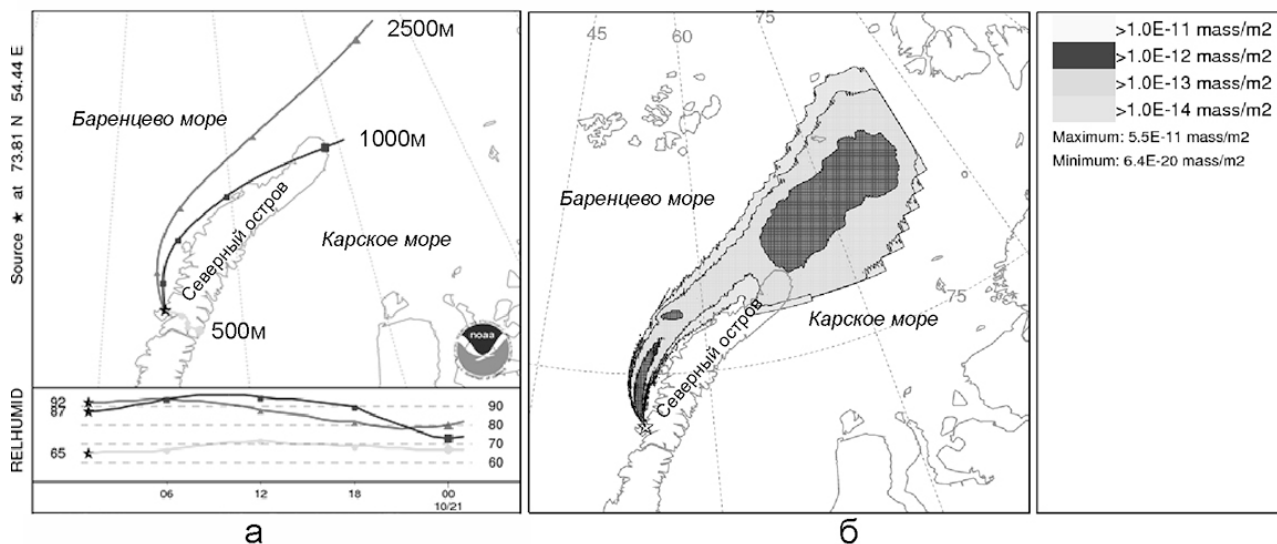 Source ★ at 73.81 N 54.44 E
2500м
Баренцево море
1000м
Северный остров
Карское море
500м
noaa
RELHUMID
92
87
65
90
80
70
60
06
12
18
00
10/21
а
45
60
75
Баренцево море
75
Северный остров
Карское море
б
>1.0E-11 mass/m2
>1.0E-12 mass/m2
>1.0E-13 mass/m2
>1.0E-14 mass/m2
Maximum: 5.5E-11 mass/m2
Minimum: 6.4E-20 mass/m2